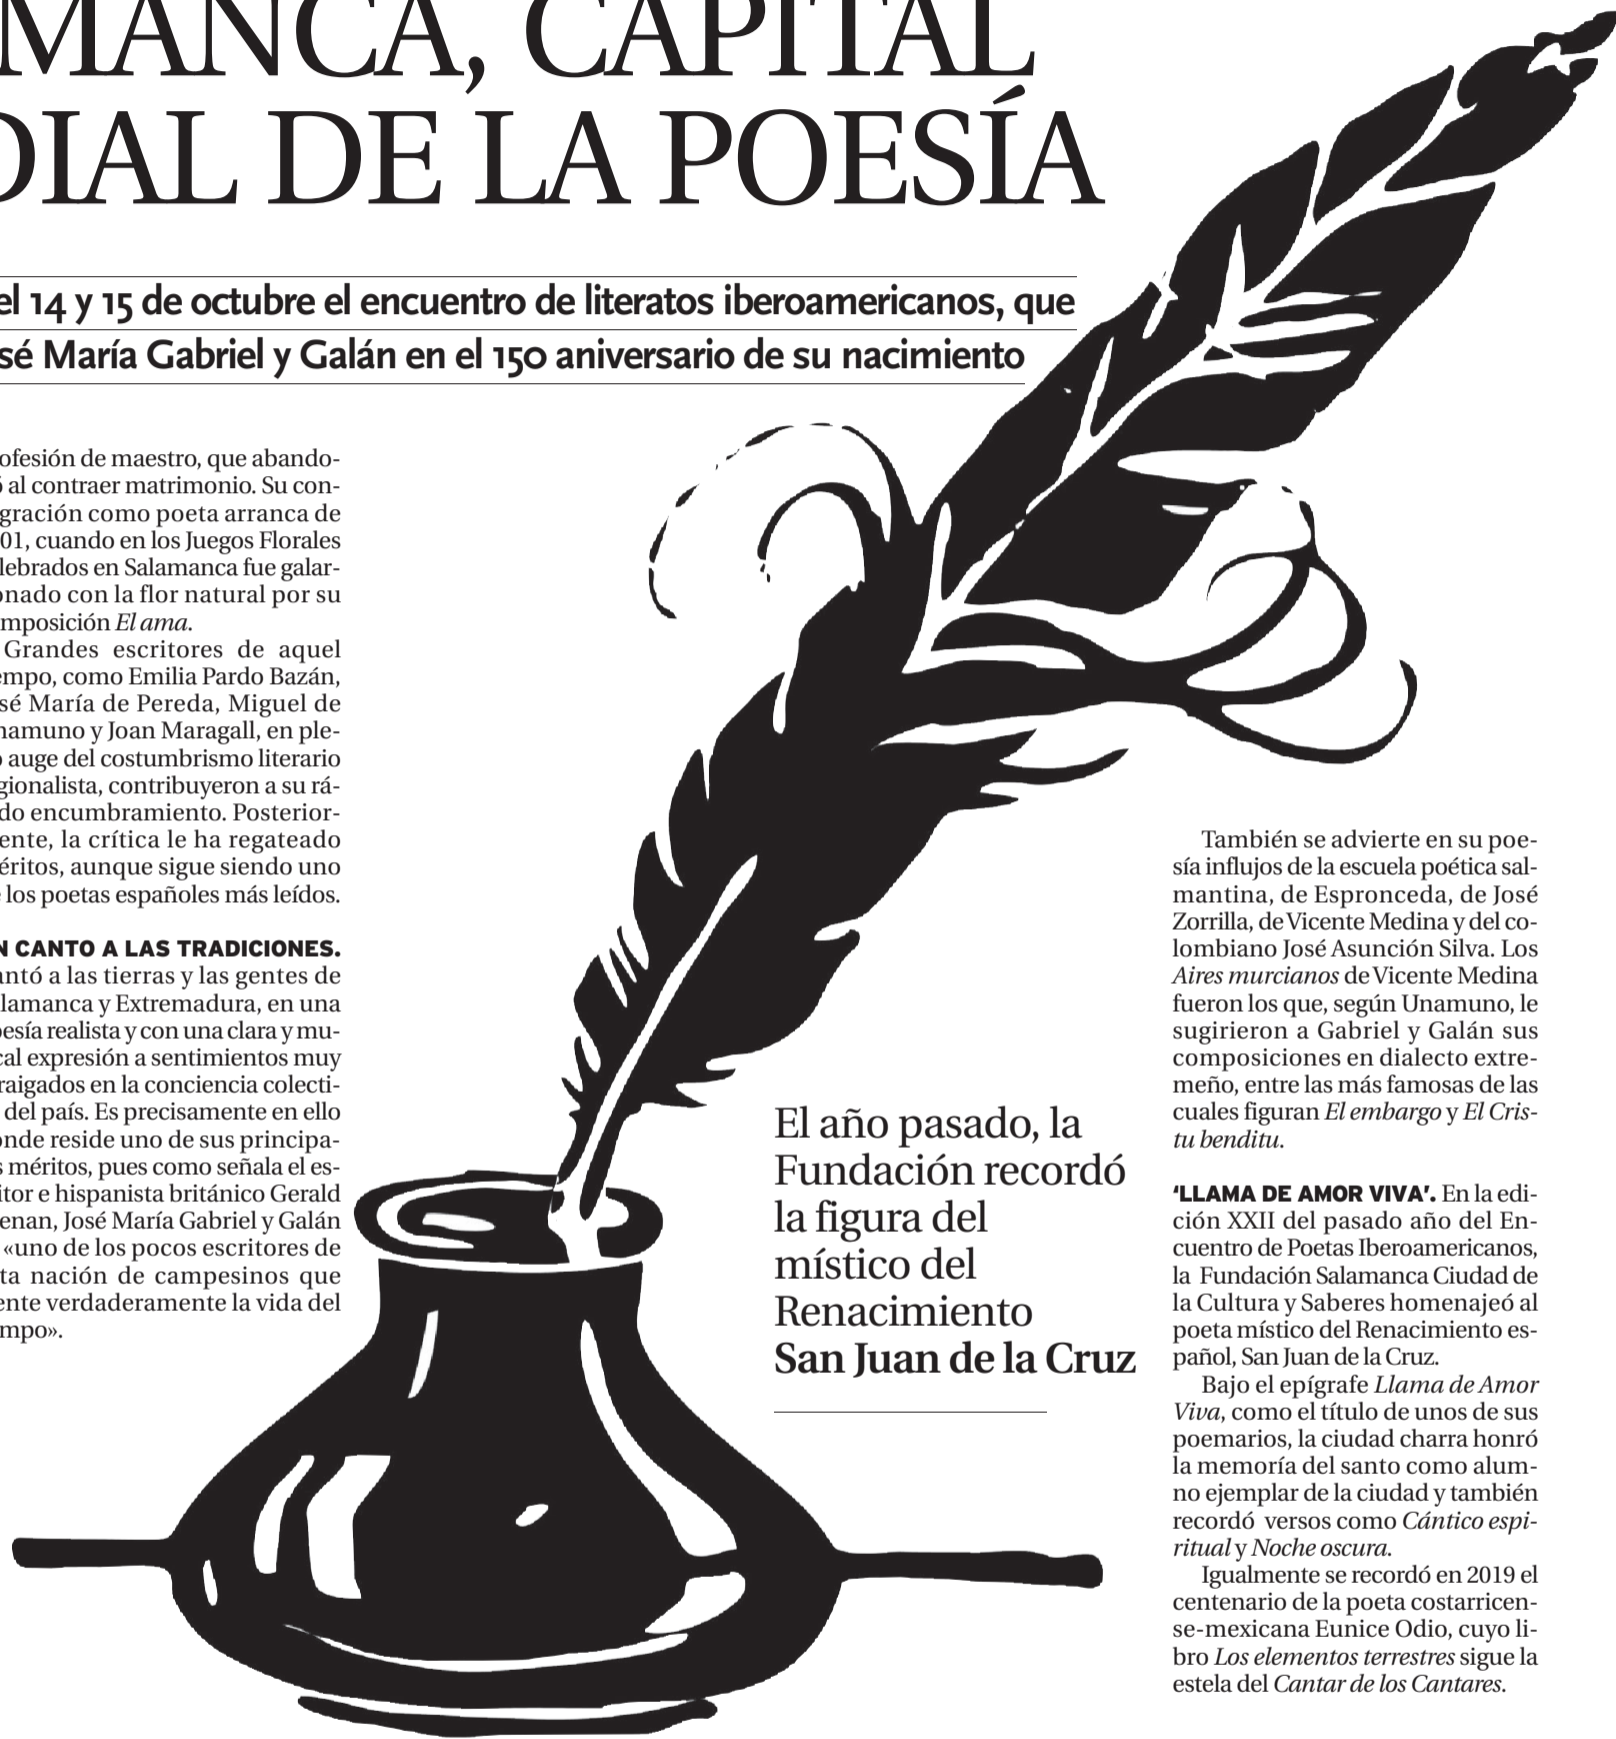 MANCA, CAPITAL
DIAL DE LA POESÍA
el 14 y 15 de octubre el encuentro de literatos iberoamericanos, que
sé María Gabriel y Galán en el 150 aniversario de su nacimiento
ofesión de maestro, que abando-
ó al contraer matrimonio. Su con-
gración como poeta arranca de
01, cuando en los Juegos Florales
lebrados en Salamanca fue galar-
onado con la flor natural por su
mposición El ama.
Grandes escritores de aquel
empo, como Emilia Pardo Bazán,
sé María de Pereda, Miguel de
namuno y Joan Maragall, en ple-
o auge del costumbrismo literario
gionalista, contribuyeron a su rá-
do encumbramiento. Posterior-
ente, la crítica le ha regateado
éritos, aunque sigue siendo uno
e los poetas españoles más leídos.
N CANTO A LAS TRADICIONES.
antó a las tierras y las gentes de
lamanca y Extremadura, en una
oesía realista y con una clara y mu-
cal expresión a sentimientos muy
raigados en la conciencia colecti-
del país. Es precisamente en ello
onde reside uno de sus principa-
s méritos, pues como señala el es-
itor e hispanista británico Gerald
enan, José María Gabriel y Galán
«uno de los pocos escritores de
ta nación de campesinos que
ente verdaderamente la vida del
mpo».
El año pasado, la
Fundación recordó
la figura del
místico del
Renacimiento
San Juan de la Cruz
También se advierte en su poe-
sía influjos de la escuela poética sal-
mantina, de Espronceda, de José
Zorrilla, de Vicente Medina y del co-
lombiano José Asunción Silva. Los
Aires murcianos de Vicente Medina
fueron los que, según Unamuno, le
sugirieron a Gabriel y Galán sus
composiciones en dialecto extre-
meño, entre las más famosas de las
cuales figuran El embargo y El Cris-
tu benditu.
‘LLAMA DE AMOR VIVA’. En la edi-
ción XXII del pasado año del En-
cuentro de Poetas Iberoamericanos,
la Fundación Salamanca Ciudad de
la Cultura y Saberes homenajeó al
poeta místico del Renacimiento es-
pañol, San Juan de la Cruz.
Bajo el epígrafe Llama de Amor
Viva, como el título de unos de sus
poemarios, la ciudad charra honró
la memoría del santo como alum-
no ejemplar de la ciudad y también
recordó versos como Cántico espi-
ritual y Noche oscura.
Igualmente se recordó en 2019 el
centenario de la poeta costarricen-
se-mexicana Eunice Odio, cuyo li-
bro Los elementos terrestres sigue la
estela del Cantar de los Cantares.